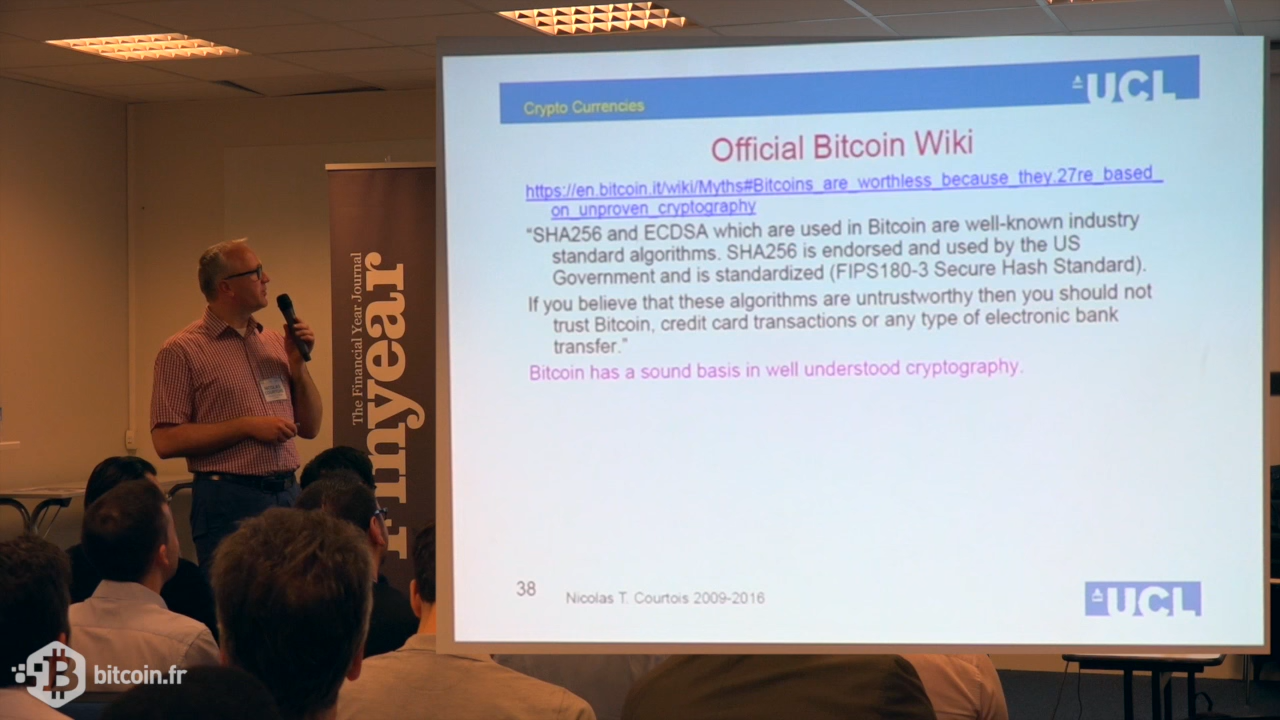 Crypto Currencies
UCL
Official Bitcoin Wiki
https://en.bitcoin.it/wiki/Myths#Bitcoins_are_worthless_because_they.27re_based_
on_unproven_cryptography
“SHA256 and ECDSA which are used in Bitcoin are well-known industry
standard algorithms. SHA256 is endorsed and used by the US
Government and is standardized (FIPS180-3 Secure Hash Standard).
If you believe that these algorithms are untrustworthy then you should not
trust Bitcoin, credit card transactions or any type of electronic bank
transfer.”
Bitcoin has a sound basis in well understood cryptography.
38
Nicolas T. Courtois 2009-2016
UCL
The Financial Year Journal
Finyear
bitcoin.fr